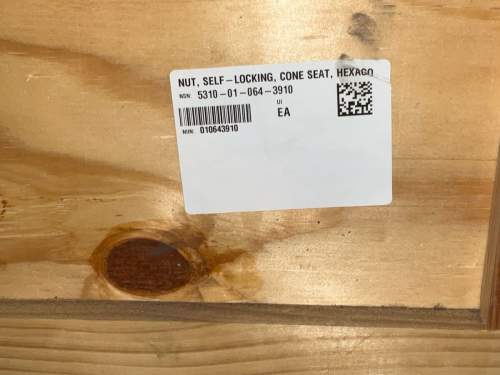 NUT, SELF-LOCKING, CONE SEAT, HEXAGO
NSN: 5310-01-064-3910
UI
EA
NIIN: 010643910